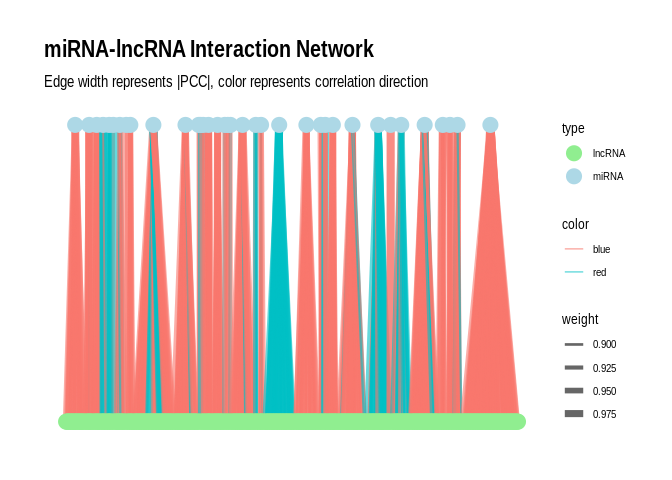 miRNA-lncRNA Interaction Network
Edge width represents |PCC|, color represents correlation direction
type
lncRNA
miRNA
color
blue
red
weight
0.900
0.925
0.950
0.975